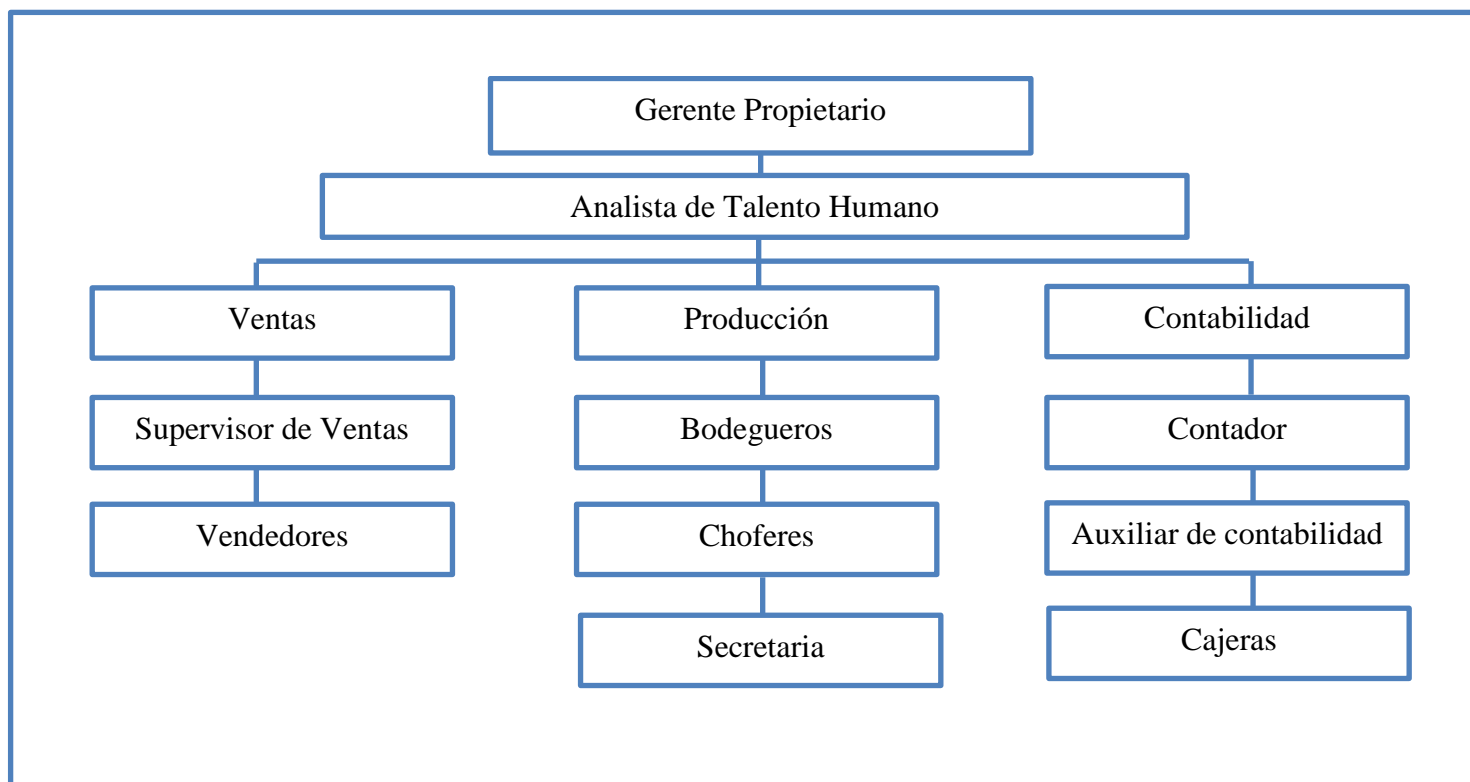 Gerente Propietario
Analista de Talento Humano
Ventas
Producción
Contabilidad
Supervisor de Ventas
Bodegueros
Contador
Vendedores
Choferes
Auxiliar de contabilidad
Secretaria
Cajeras